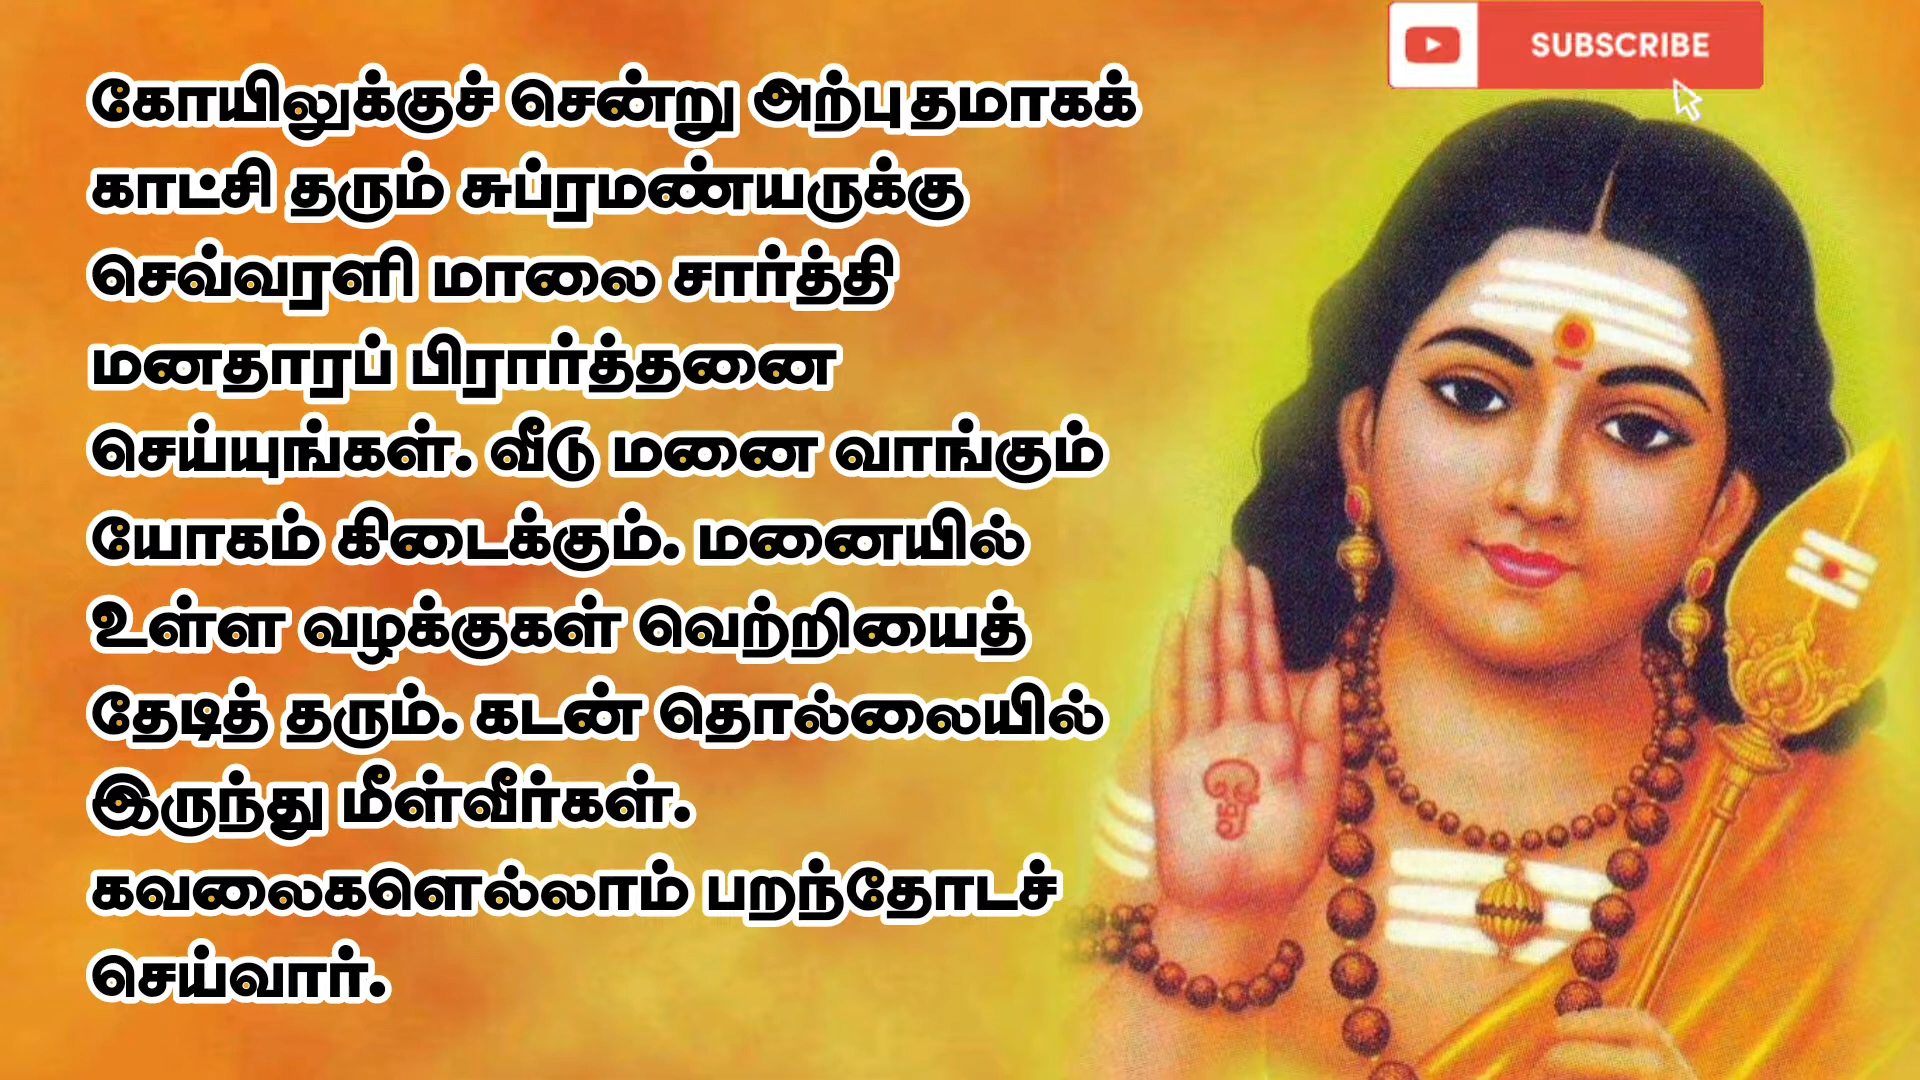 SUBSCRIBE
கோயிலுக்குச் சென்று அற்புதமாகக்
காட்சி தரும் சுப்ரமண்யருக்கு
செவ்வரளி மாலை சார்த்தி
மனதாரப் பிரார்த்தனை
செய்யுங்கள். வீடு மனை வாங்கும்
யோகம் கிடைக்கும். மனையில்
உள்ள வழக்குகள் வெற்றியைத்
தேடித் தரும். கடன் தொல்லையில்
இருந்து மீள்வீர்கள்.
கவலைகளெல்லாம் பறந்தோடச்
செய்வார்.
ஓம்